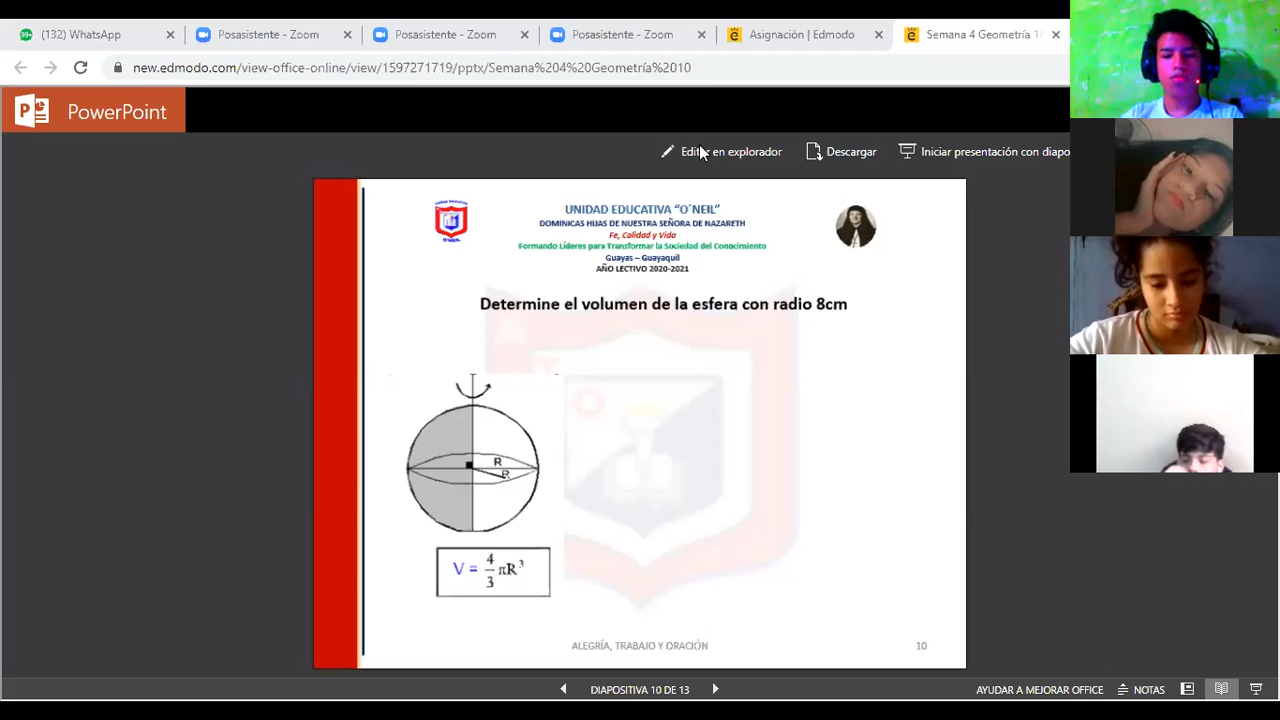 (132) WhatsApp
Posasistente - Zoom
Posasistente - Zoom
Posasistente - Zoom
Asignación | Edmodo
Semana 4 Geometría
new.edmodo.com/view-office-online/view/1597271719/pptx/Semana%204%20Geometría%2010
PowerPoint
en explorador
Descargar
Iniciar presentación con
UNIDAD EDUCATIVA “O´NEIL”
DOMINICAS HIJAS DE NUESTRA SEÑORA DE NAZARETH
Fe, Calidad y Vida
Formando Líderes para Transformar la Sociedad del Conocimiento
Guayas – Guayaquil
AÑO LECTIVO 2020-2021
Determine el volumen de la esfera con radio 8cm
R
R
V = 4/3 πR³
ALEGRÍA, TRABAJO Y ORACIÓN
10
DIAPOSITIVA 10 DE 13
AYUDAR A MEJORAR OFFICE
NOTAS